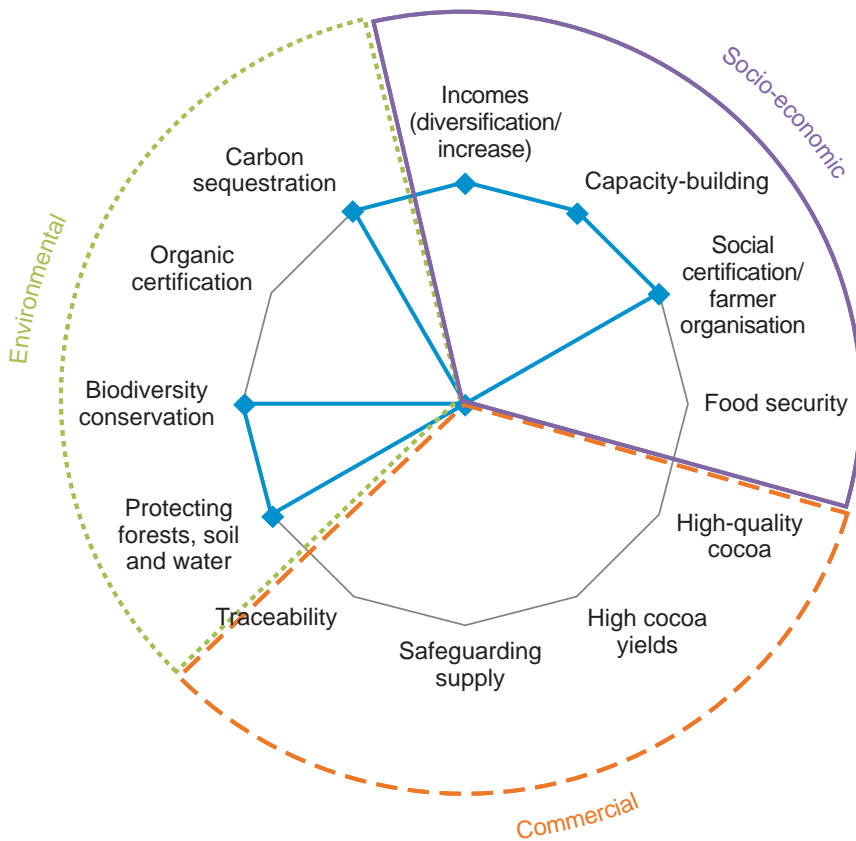 Socio-economic
Incomes
(diversification/
increase)
Carbon
sequestration
Capacity-building
Organic
certification
Social
certification/
farmer
organisation
Environmental
Biodiversity
conservation
Food security
Protecting
forests, soil
and water
High-quality
cocoa
Traceability
High cocoa
yields
Safeguarding
supply
Commercial